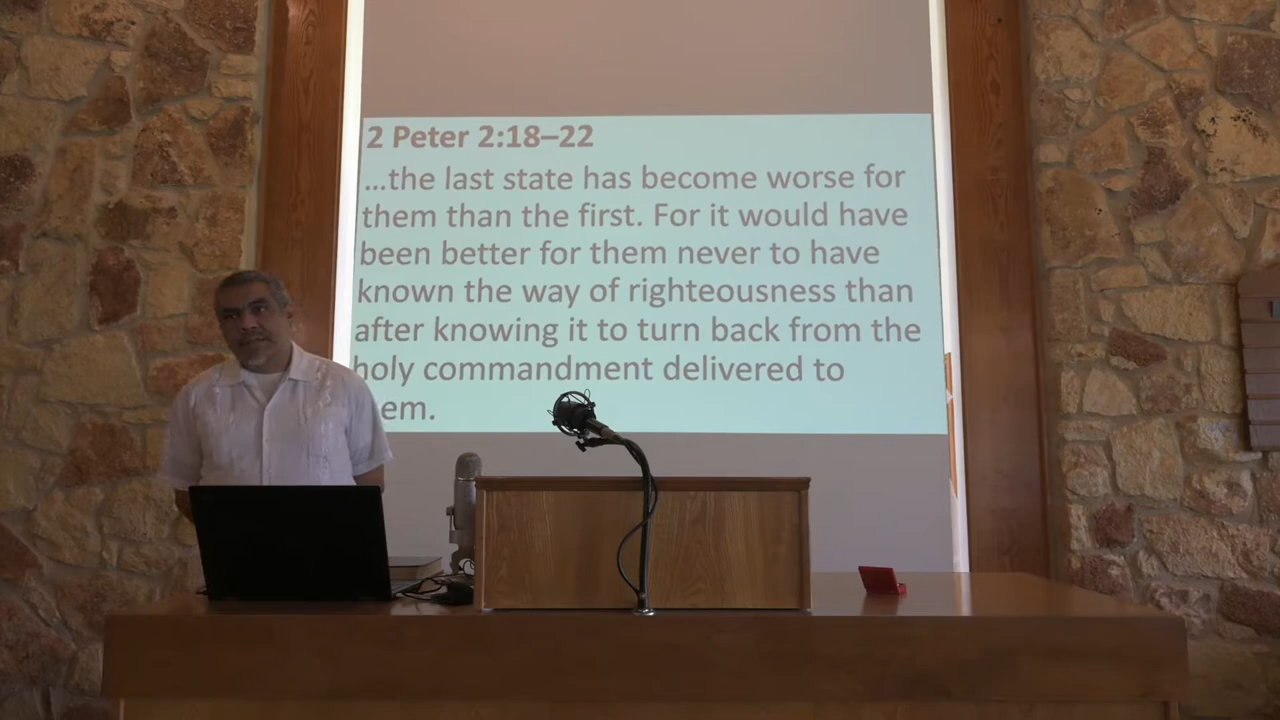 2 Peter 2:18–22
...the last state has become worse for
them than the first. For it would have
been better for them never to have
known the way of righteousness than
after knowing it to turn back from the
holy commandment delivered to
em.